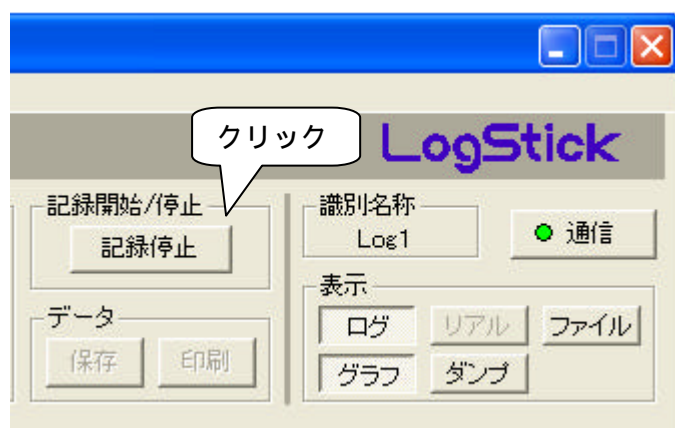 クリック
LogStick
記録開始/停止
記録停止
識別名称
Log1
通信
データ
保存 印刷
表示
ログ リアル ファイル
グラフ ダンプ